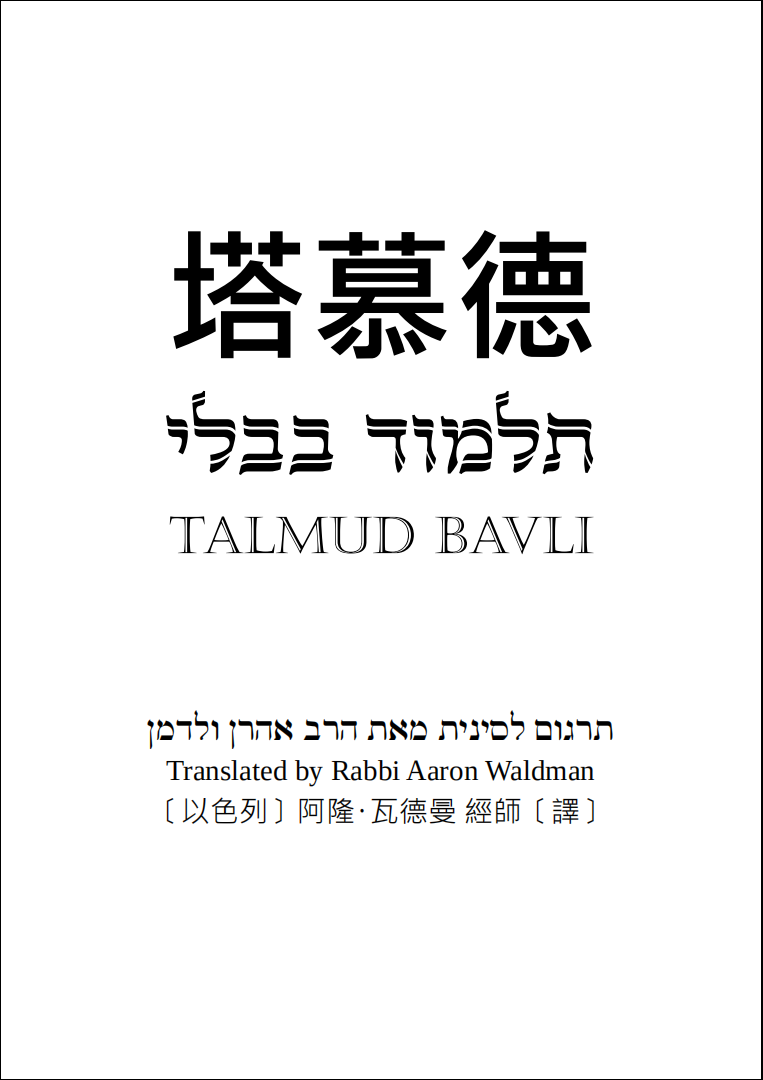 塔慕德
תלמוד בבלי
TALMUD BAVLI
תרגום לסינית מאת הרב אהרן ולדמן
Translated by Rabbi Aaron Waldman
〔以色列〕阿隆·瓦德曼 經師〔譯〕